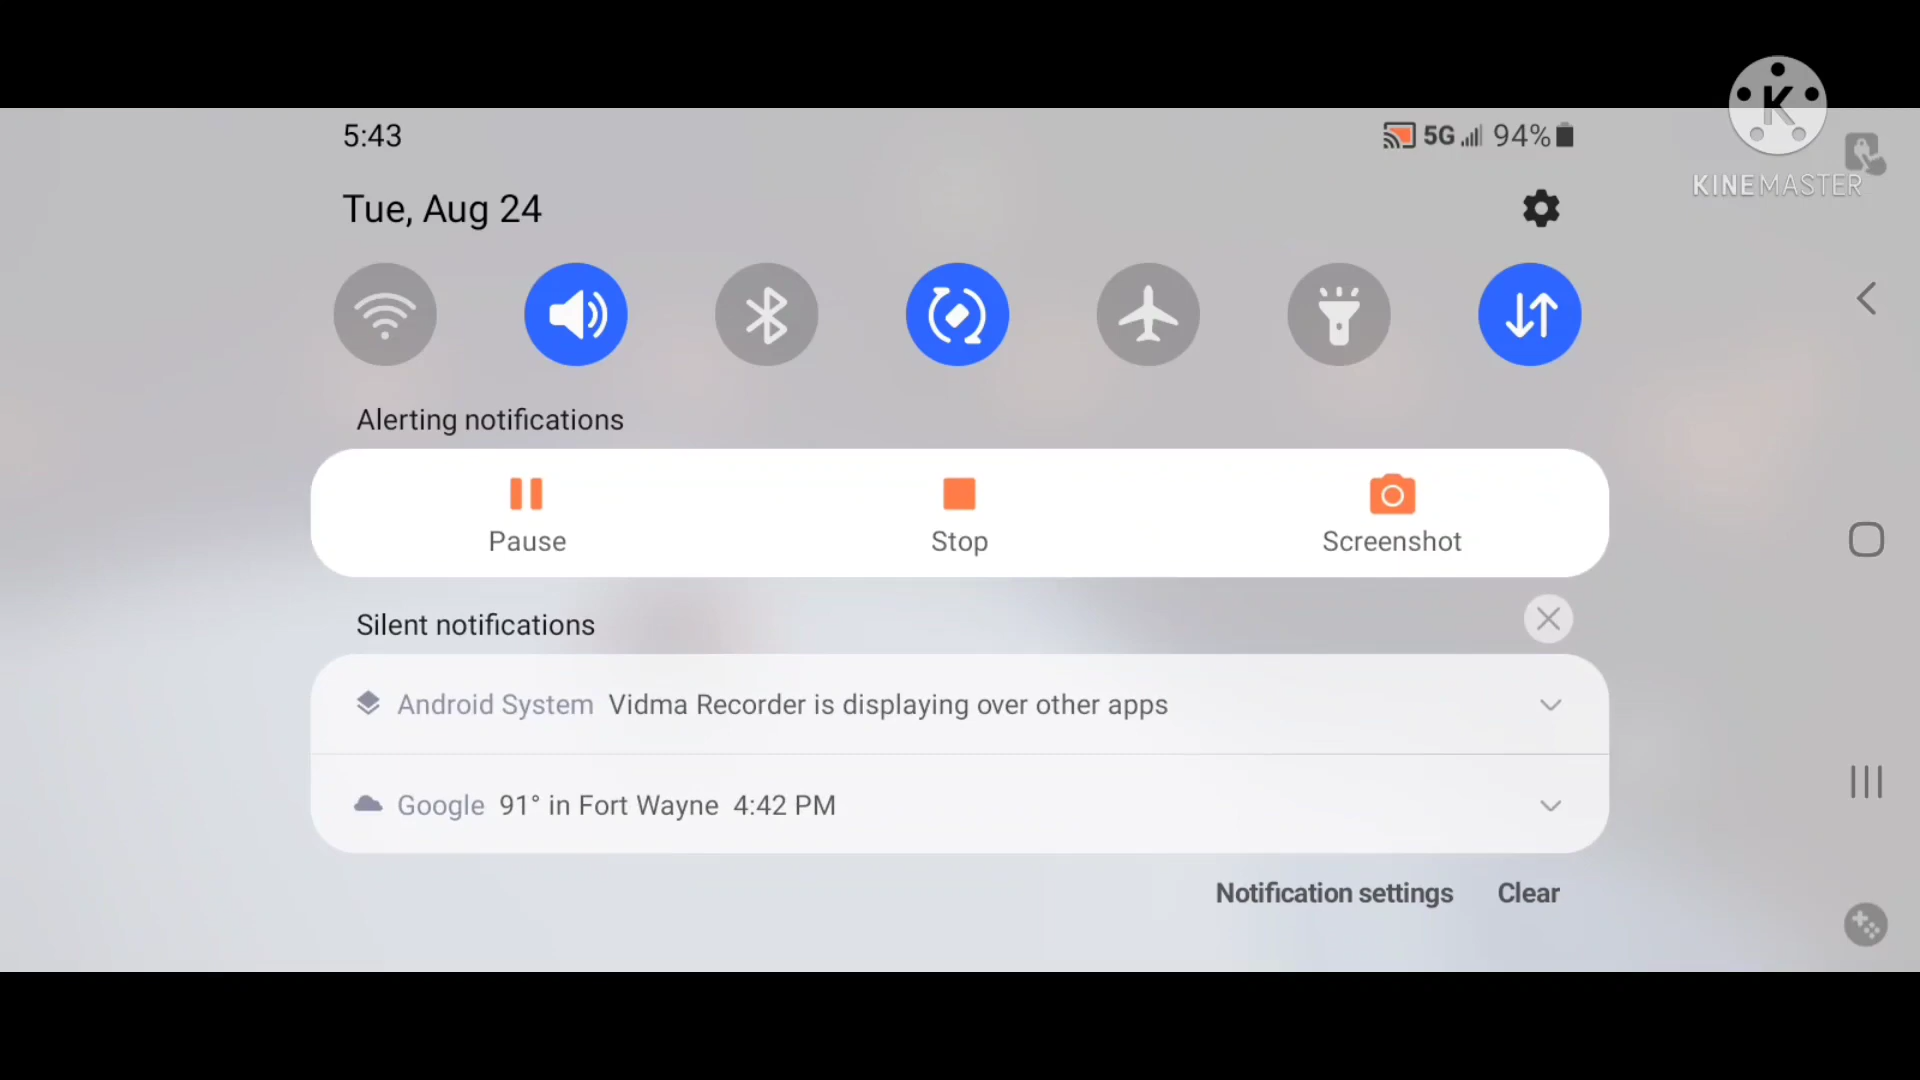 5:43
5G 94%
K
KINEMASTER
Tue, Aug 24
Alerting notifications
Pause Stop Screenshot
Silent notifications
Android System Vidma Recorder is displaying over other apps
Google 91° in Fort Wayne 4:42 PM
Notification settings Clear